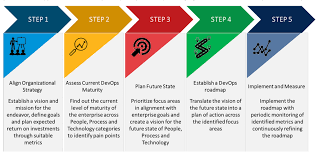 STEP 1
STEP 2
STEP 3
STEP 4
STEP 5
Align Organizational
Strategy
Establish a vision and
mission for the
endeavor, define goals
and plan expected
return on investments
through suitable
metrics
Assess Current DevOps
Maturity
Find out the current
level of maturity of the
enterprise across
People, Process and
Technology categories
to identify pain points
Plan Future State
Prioritize focus areas
in alignment with
enterprise goals and
create a vision for the
future state of People,
Process and
Technology
Establish a DevOps
roadmap
Translate the vision of
the future state into a
plan of action across
the identified focus
areas
Implement and Measure
Implement the
roadmap with
periodic monitoring of
identified metrics and
continuously refining the
roadmap